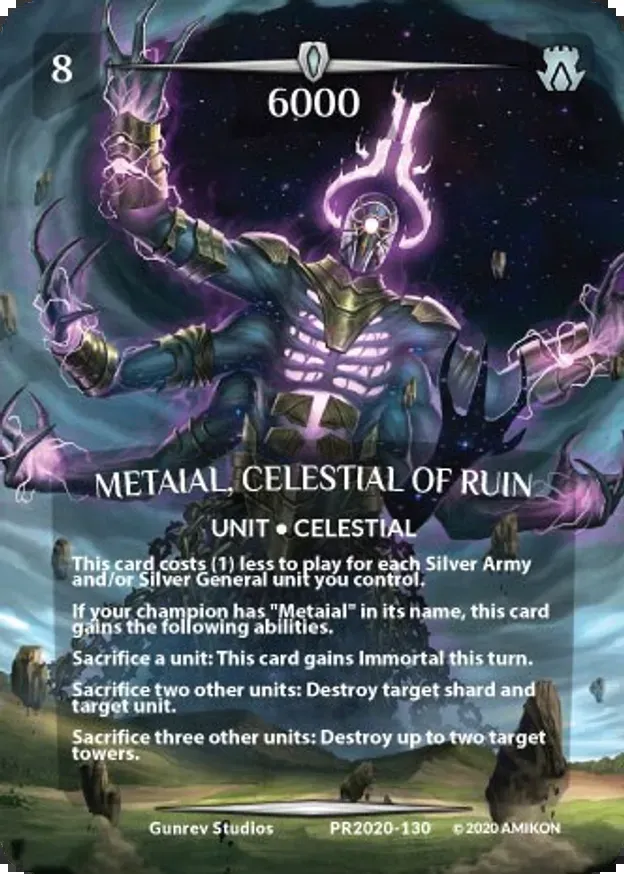 8
6000
METAIAL, CELESTIAL OF RUIN
UNIT • CELESTIAL
This card costs (1) less to play for each Silver Army
and/or Silver General unit you control.
If your champion has "Metaial" in its name, this card
gains the following abilities.
Sacrifice a unit: This card gains Immortal this turn.
Sacrifice two other units: Destroy target shard and
target unit.
Sacrifice three other units: Destroy up to two target
towers.
Gunrev Studios PR2020-130 © 2020 AMIKON